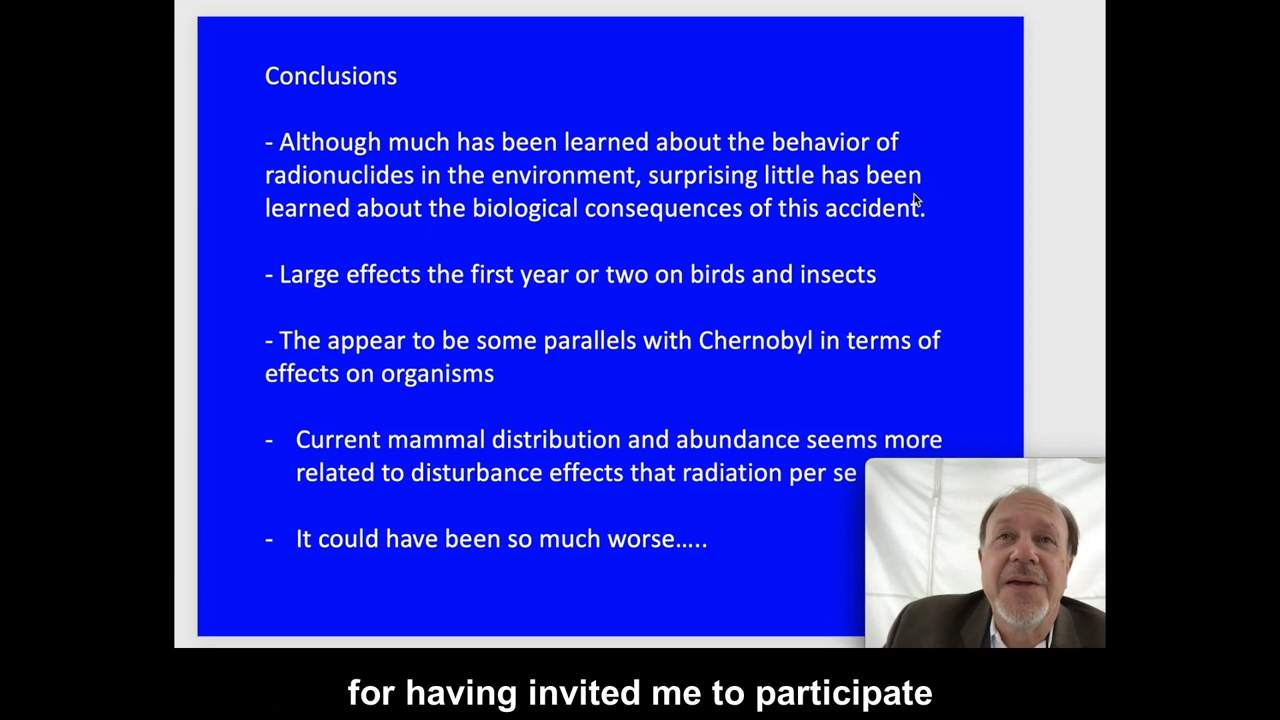 Conclusions
- Although much has been learned about the behavior of
radionuclides in the environment, surprising little has been
learned about the biological consequences of this accident.
- Large effects the first year or two on birds and insects
- The appear to be some parallels with Chernobyl in terms of
effects on organisms
- Current mammal distribution and abundance seems more
related to disturbance effects that radiation per se
- It could have been so much worse.....
for having invited me to participate